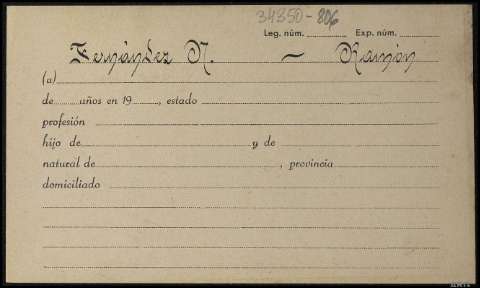 34350-806
Leg. núm. ............ Exp. núm. ............
Fernández N. — Ramón
(a)
de ...... años en 19 ......, estado
profesión
hijo de ............ y de
natural de ............, provincia
domiciliado